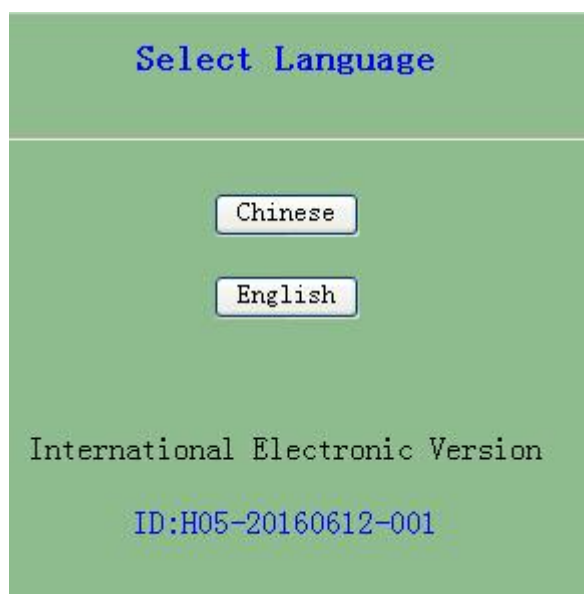 Select Language
Chinese
English
International Electronic Version
ID:H05-20160612-001